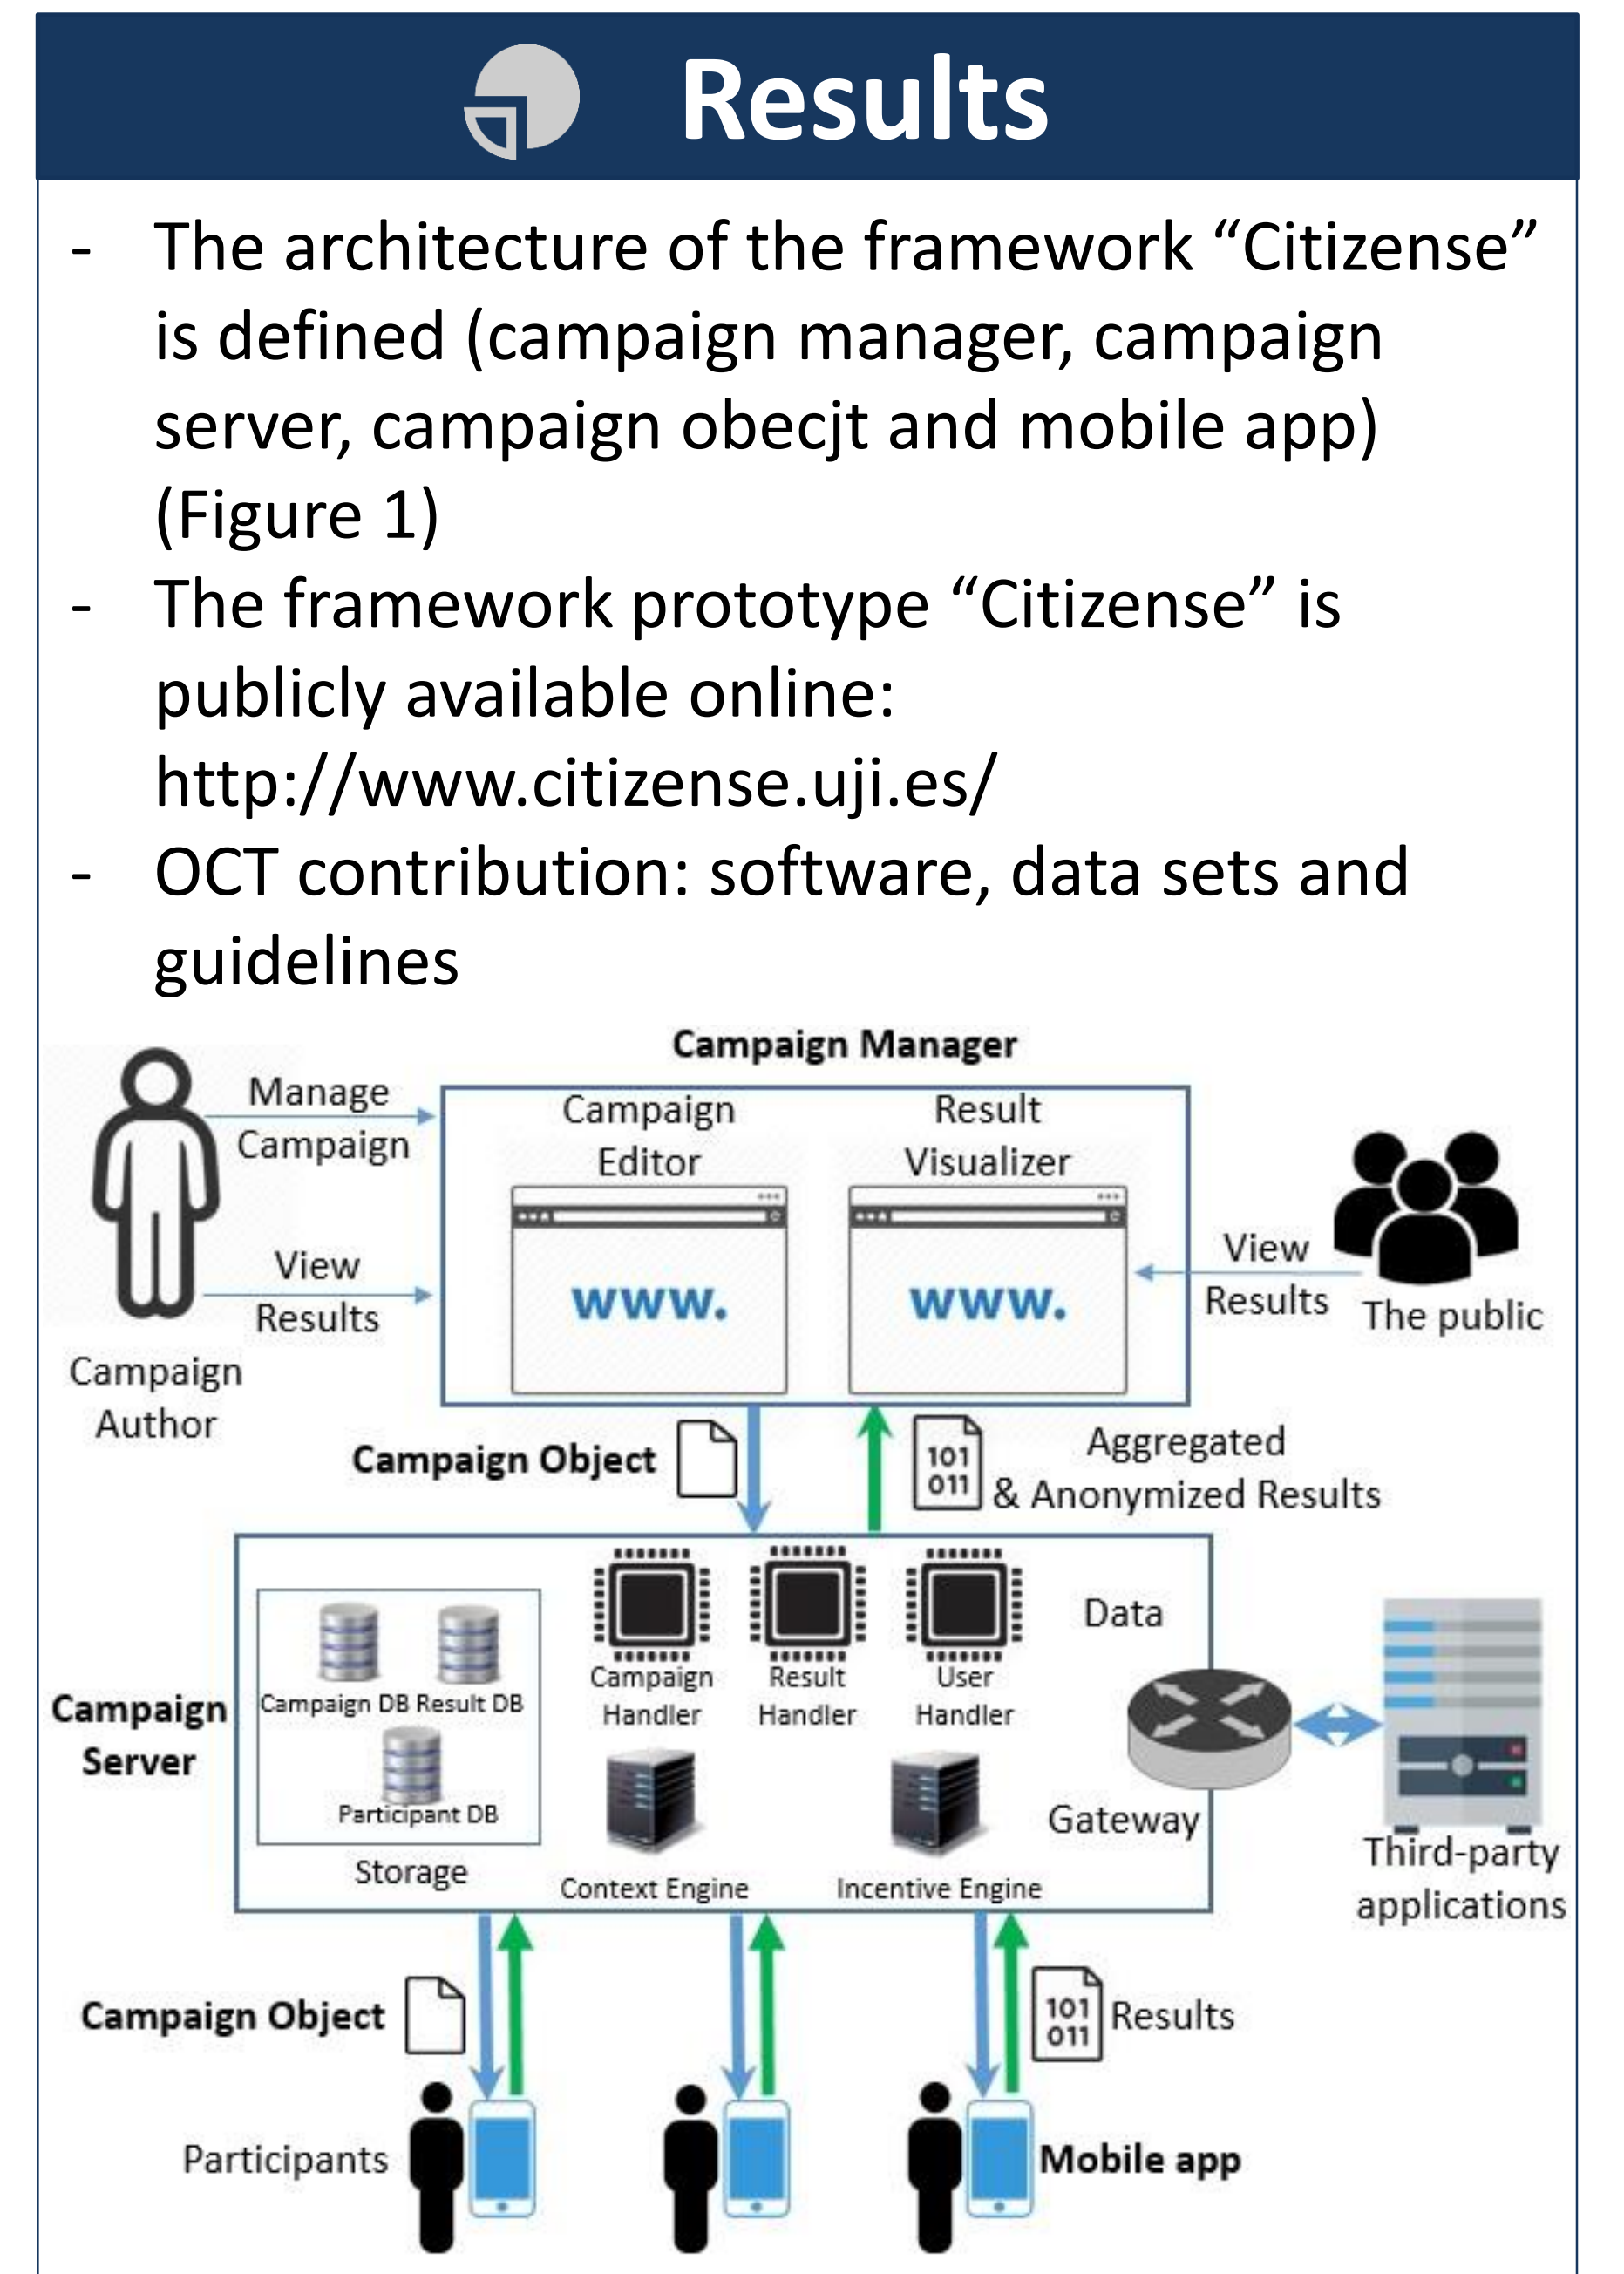 Results
- The architecture of the framework “Citizense”
is defined (campaign manager, campaign
server, campaign obecjt and mobile app)
(Figure 1)
- The framework prototype “Citizense” is
publicly available online:
http://www.citizense.uji.es/
- OCT contribution: software, data sets and
guidelines
Campaign Manager
Manage
Campaign
Campaign
Editor
Result
Visualizer
www.
www.
View
Results
View
Results
The public
Campaign
Author
Campaign Object
101
011
Aggregated
& Anonymized Results
Campaign
Server
Campaign DB
Result DB
Participant DB
Storage
Campaign
Handler
Result
Handler
User
Handler
Context Engine
Incentive Engine
Data
Gateway
Third-party
applications
Campaign Object
101
011
Results
Participants
Mobile app